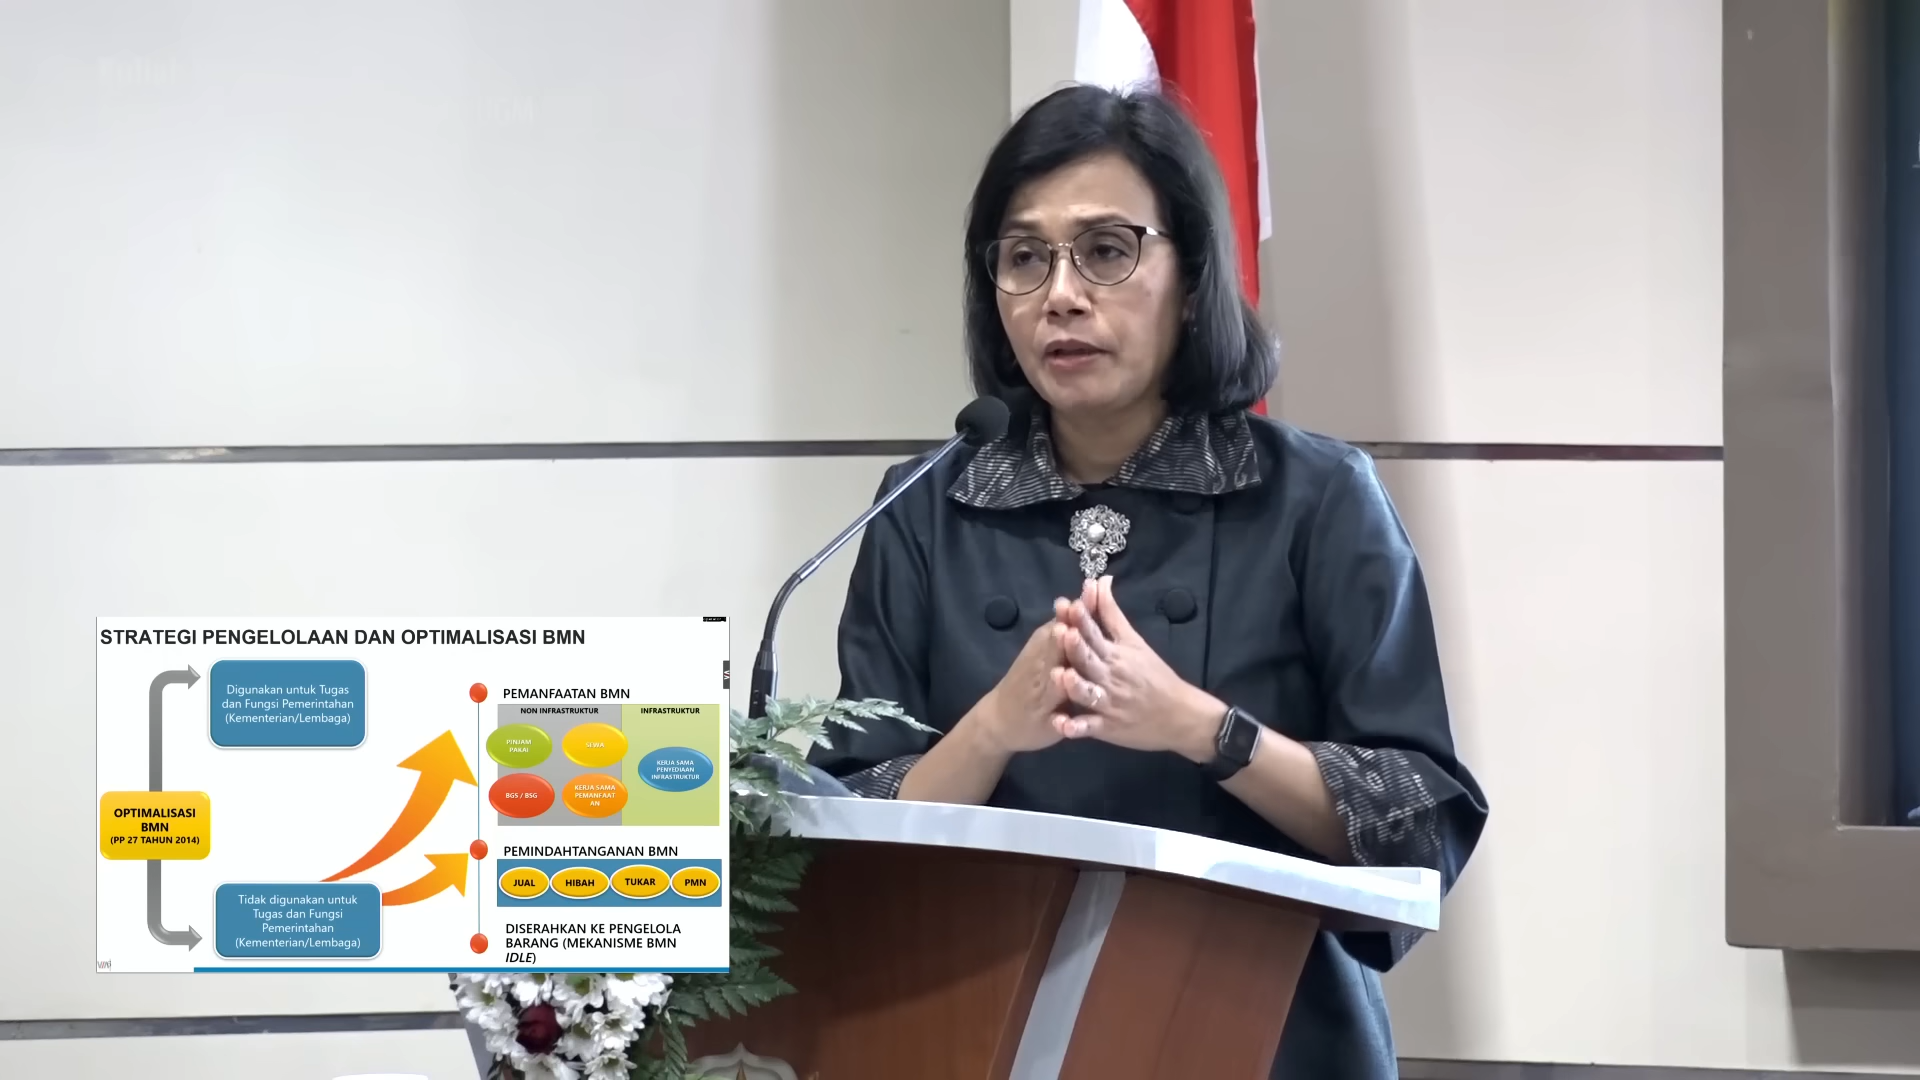 STRATEGI PENGELOLAAN DAN OPTIMALISASI BMN
Digunakan untuk Tugas
dan Fungsi Pemerintahan
(Kementerian/Lembaga)
OPTIMALISASI
BMN
(PP 27 TAHUN 2014)
Tidak digunakan untuk
Tugas dan Fungsi
Pemerintahan
(Kementerian/Lembaga)
PEMANFAATAN BMN
NON INFRASTRUKTUR
INFRASTRUKTUR
PINJAM
PAKAI
SEWA
BGS / BSG
KERJA SAMA
PEMANFAAT
AN
KERJA SAMA
PENYEDIAAN
INFRASTRUKTUR
PEMINDAHTANGANAN BMN
JUAL
HIBAH
TUKAR
PMN
DISERAHKAN KE PENGELOLA
BARANG (MEKANISME BMN
IDLE)